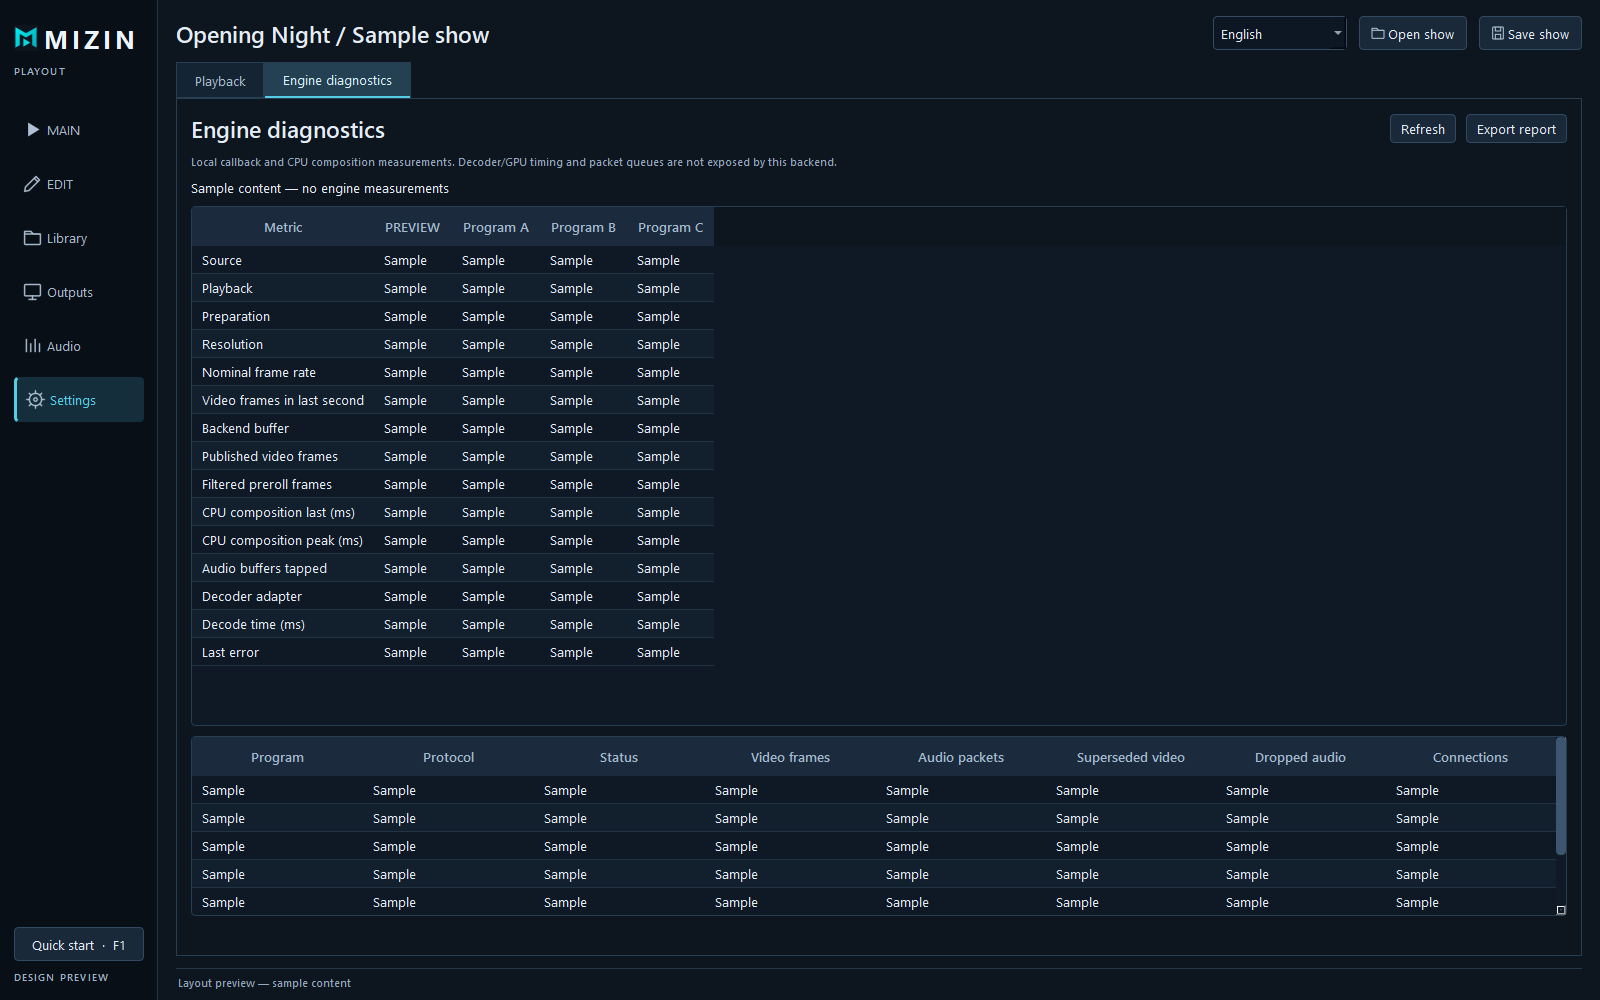 MIZIN
PLAYOUT
MAIN
EDIT
Library
Outputs
Audio
Settings
Quick start · F1
DESIGN PREVIEW
Opening Night / Sample show
English
Open show
Save show
Playback
Engine diagnostics
Engine diagnostics
Refresh
Export report
Local callback and CPU composition measurements. Decoder/GPU timing and packet queues are not exposed by this backend.
Sample content — no engine measurements
Metric PREVIEW Program A Program B Program C
Source Sample Sample Sample Sample
Playback Sample Sample Sample Sample
Preparation Sample Sample Sample Sample
Resolution Sample Sample Sample Sample
Nominal frame rate Sample Sample Sample Sample
Video frames in last second Sample Sample Sample Sample
Backend buffer Sample Sample Sample Sample
Published video frames Sample Sample Sample Sample
Filtered preroll frames Sample Sample Sample Sample
CPU composition last (ms) Sample Sample Sample Sample
CPU composition peak (ms) Sample Sample Sample Sample
Audio buffers tapped Sample Sample Sample Sample
Decoder adapter Sample Sample Sample Sample
Decode time (ms) Sample Sample Sample Sample
Last error Sample Sample Sample Sample
Program Protocol Status Video frames Audio packets Superseded video Dropped audio Connections
Sample Sample Sample Sample Sample Sample Sample Sample
Sample Sample Sample Sample Sample Sample Sample Sample
Sample Sample Sample Sample Sample Sample Sample Sample
Sample Sample Sample Sample Sample Sample Sample Sample
Sample Sample Sample Sample Sample Sample Sample Sample
Layout preview — sample content